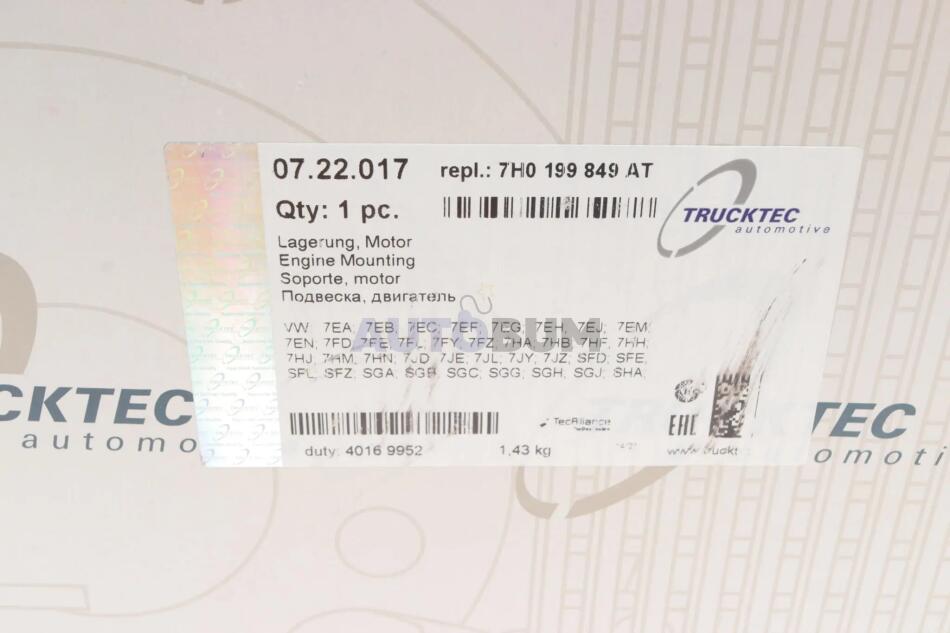 07.22.017
repl.: 7H0 199 849 AT
Qty: 1 pc.
TRUCKTEC
automotive
Lagerung, Motor
Engine Mounting
Soporte, motor
Подвеска, двигатель
AUTOBUM
VW: 7EA, 7EB, 7EC, 7EF, 7EG, 7EH, 7EJ, 7EM,
7EN, 7FD, 7FE, 7FL, 7FY, 7FZ, 7HA, 7HB, 7HF, 7HH,
7HJ, 7HM, 7HN, 7JD, 7JE, 7JL, 7JY, 7JZ, SFD, SFE,
SFL, SFZ, SGA, SGB, SGC, SGG, SGH, SGJ, SHA,
CKTEC
automo
TRUCKTEC
omoti
TecAlliance
EAC
duty: 4016 9952
1,43 kg